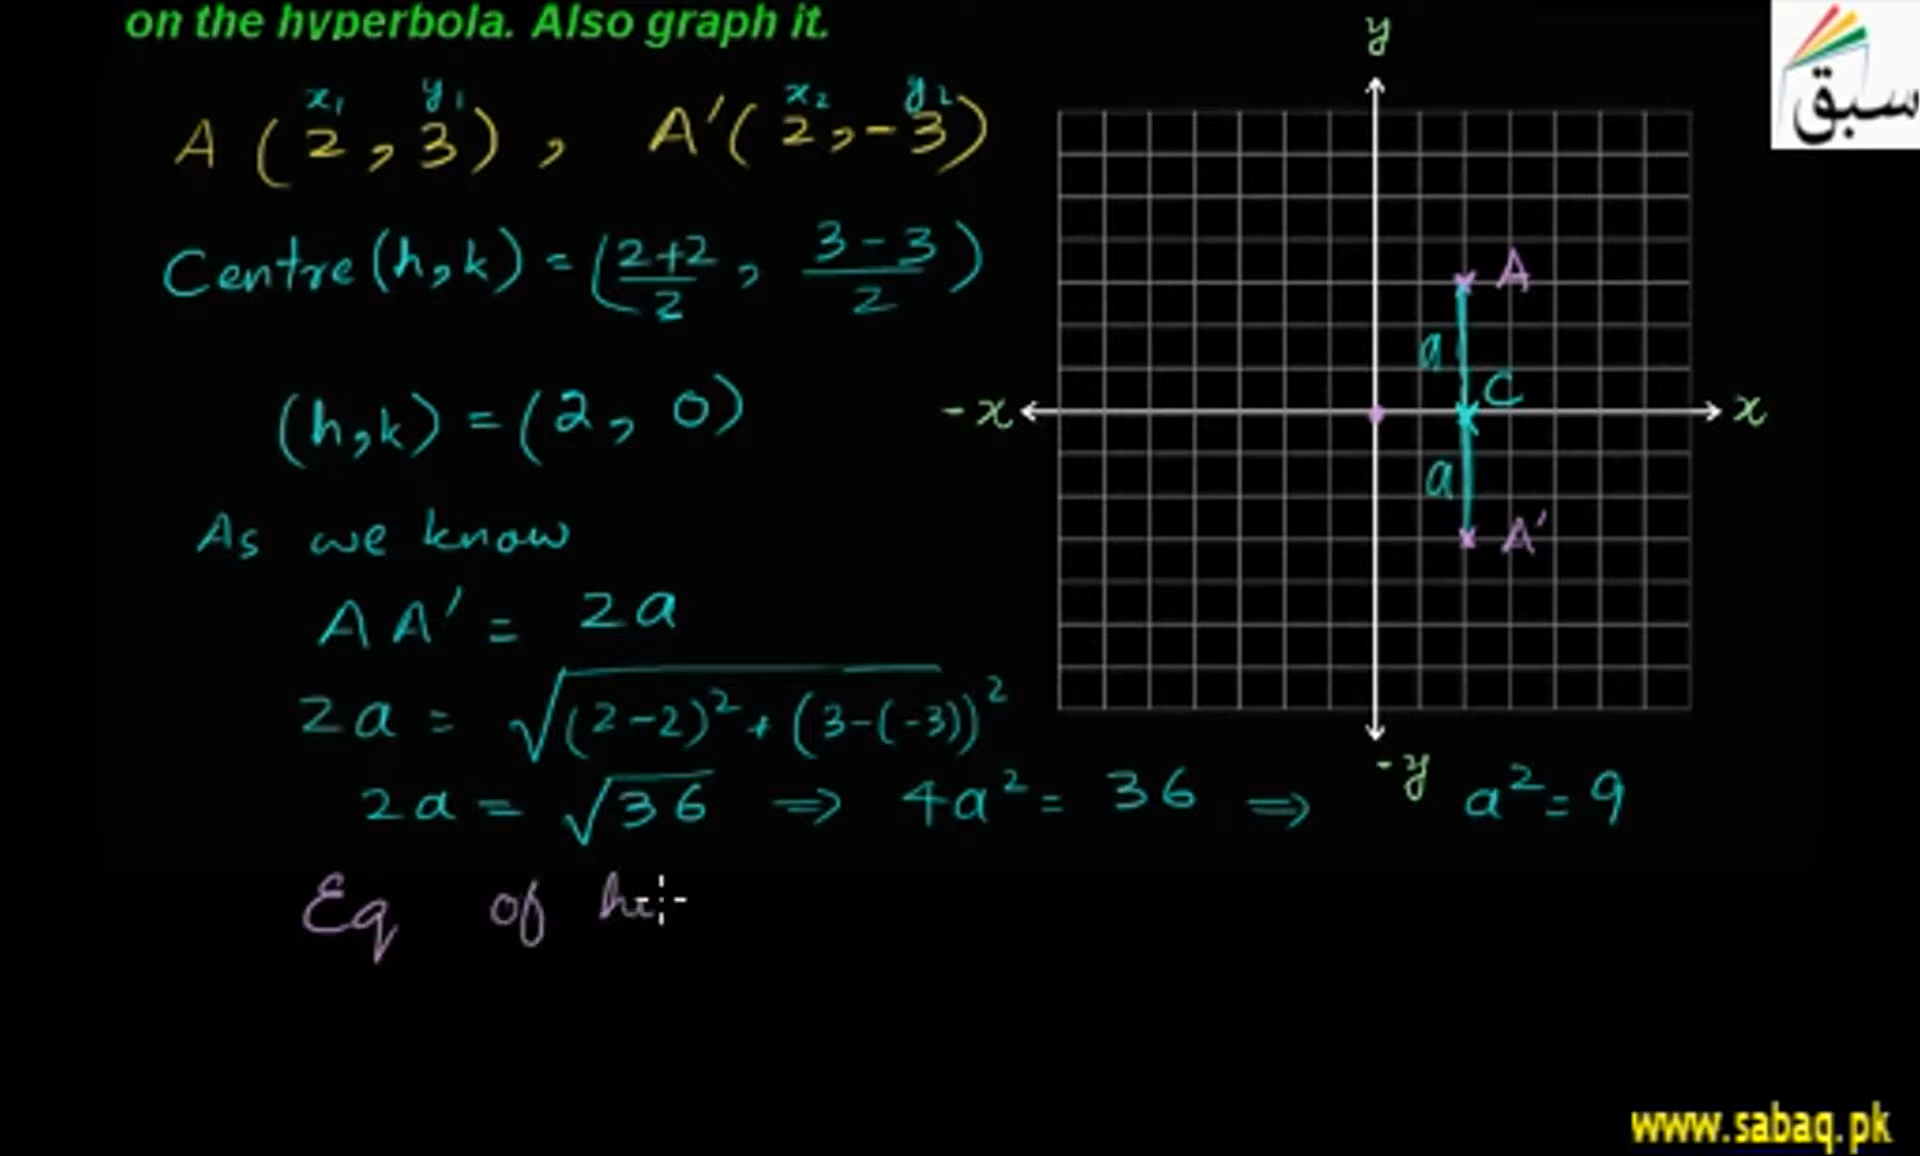 on the hyperbola. Also graph it.
x₁ y₁ x₂ y₂
A (2, 3), A'(2, -3)
Centre (h, k) = (2+2/2, 3-3/2)
(h, k) = (2, 0)
As we know
A A' = 2a
2a = √(2-2)² + (3-(-3))²
2a = √36 ⇒ 4a² = 36 ⇒ a² = 9
Eq of
y
A
a
C
-x
x
a
A'
-y
سبق
www.sabaq.pk